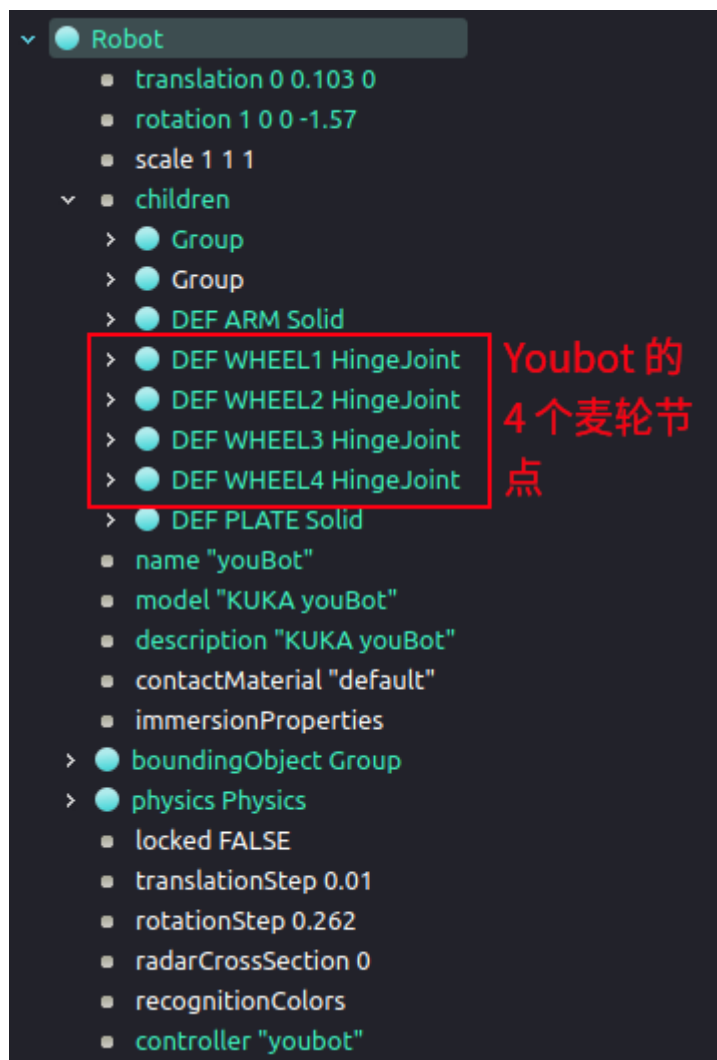 Robot
translation 0 0.103 0
rotation 1 0 0 -1.57
scale 1 1 1
children
Group
Group
DEF ARM Solid
DEF WHEEL1 HingeJoint
DEF WHEEL2 HingeJoint
DEF WHEEL3 HingeJoint
DEF WHEEL4 HingeJoint
Youbot 的
4 个麦轮节
点
DEF PLATE Solid
name "youBot"
model "KUKA youBot"
description "KUKA youBot"
contactMaterial "default"
immersionProperties
boundingObject Group
physics Physics
locked FALSE
translationStep 0.01
rotationStep 0.262
radarCrossSection 0
recognitionColors
controller "youbot"